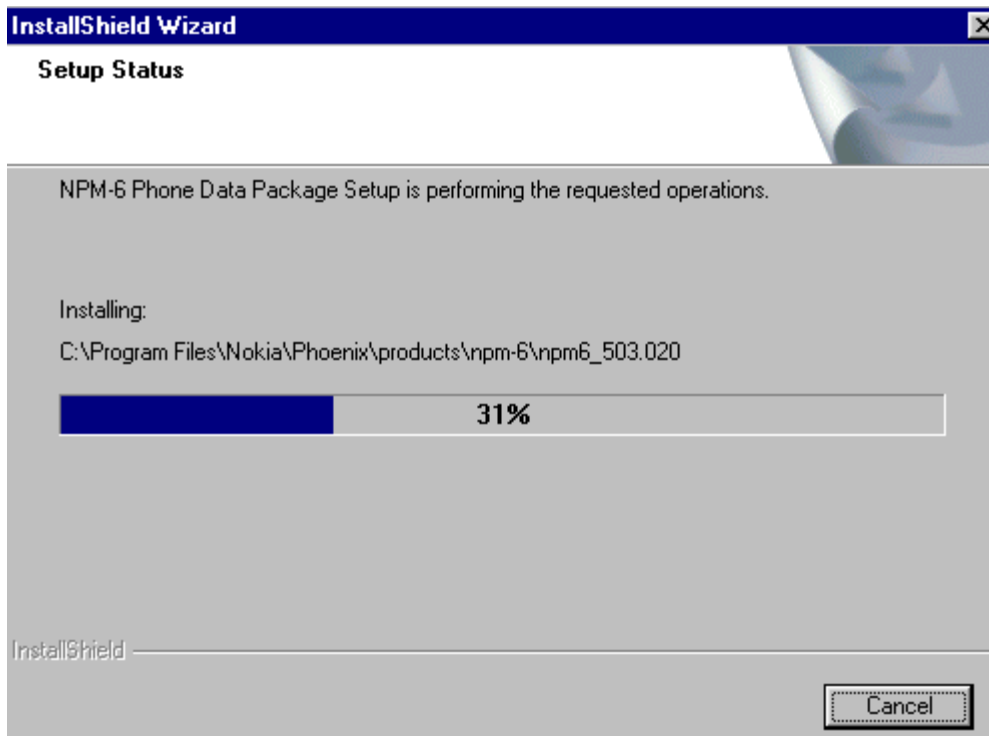 InstallShield Wizard
Setup Status
NPM-6 Phone Data Package Setup is performing the requested operations.
Installing:
C:\Program Files\Nokia\Phoenix\products\npm-6\npm6_503.020
31%
InstallShield
Cancel